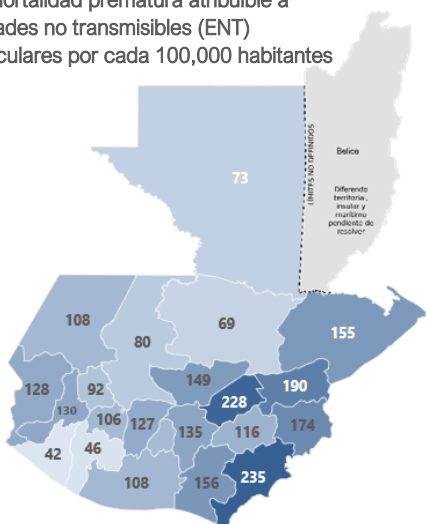 mortalidad prematura atribuible a
ades no transmisibles (ENT)
culares por cada 100,000 habitantes
LÍMITES NO DEFINIDOS
Belice
Diferendo
territorial,
insular y
marítimo
pendiente de
resolver
73
108
80
69
155
128
92
149
190
130
228
106
127
135
116
174
42
46
108
156
235